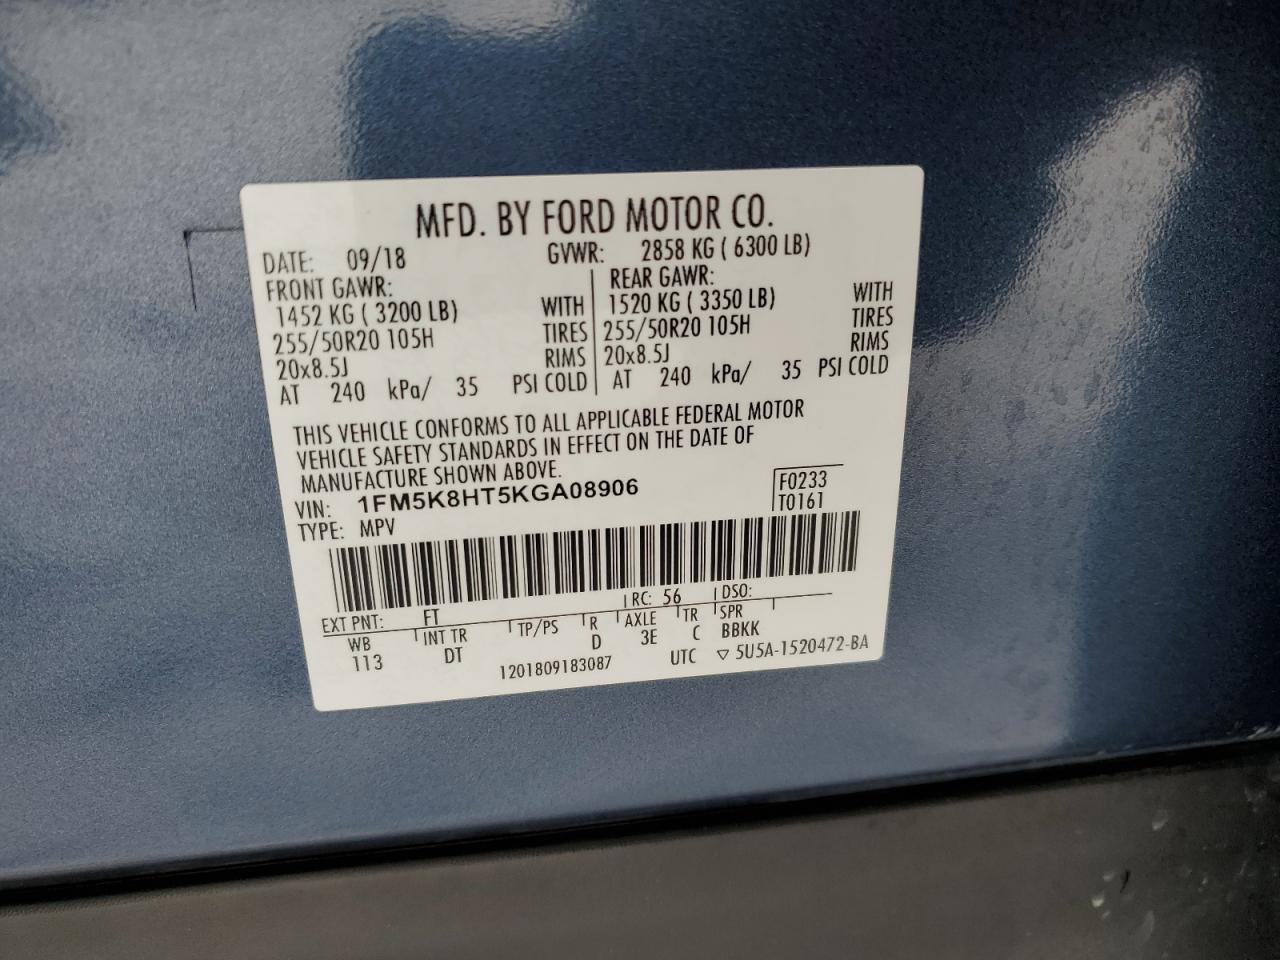 MFD. BY FORD MOTOR CO.
DATE: 09/18 GVWR: 2858 KG ( 6300 LB)
FRONT GAWR: REAR GAWR:
1452 KG ( 3200 LB) WITH 1520 KG ( 3350 LB) WITH
255/50R20 105H TIRES 255/50R20 105H TIRES
20x8.5J RIMS 20x8.5J RIMS
AT 240 kPa/ 35 PSI COLD AT 240 kPa/ 35 PSI COLD
THIS VEHICLE CONFORMS TO ALL APPLICABLE FEDERAL MOTOR
VEHICLE SAFETY STANDARDS IN EFFECT ON THE DATE OF
MANUFACTURE SHOWN ABOVE.
VIN: 1FM5K8HT5KGA08906 F0233
TYPE: MPV T0161
EXT PNT: FT RC: 56 DSO:
WB INT TR TP/PS R AXLE TR SPR
113 DT D 3E C BBKK
1201809183087 UTC ▽ 5U5A-1520472-BA